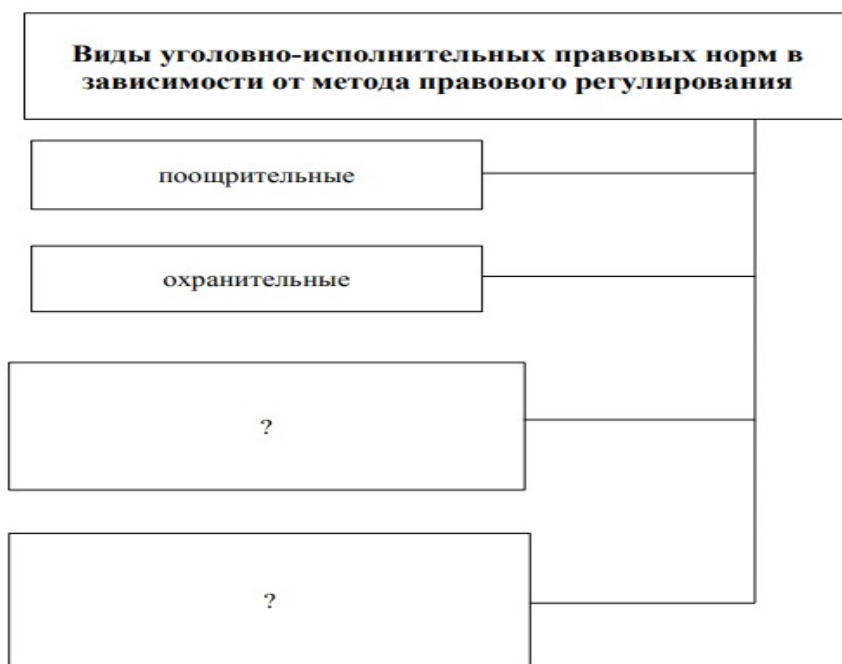 Виды уголовно-исполнительных правовых норм в
зависимости от метода правового регулирования
поощрительные
охранительные
?
?